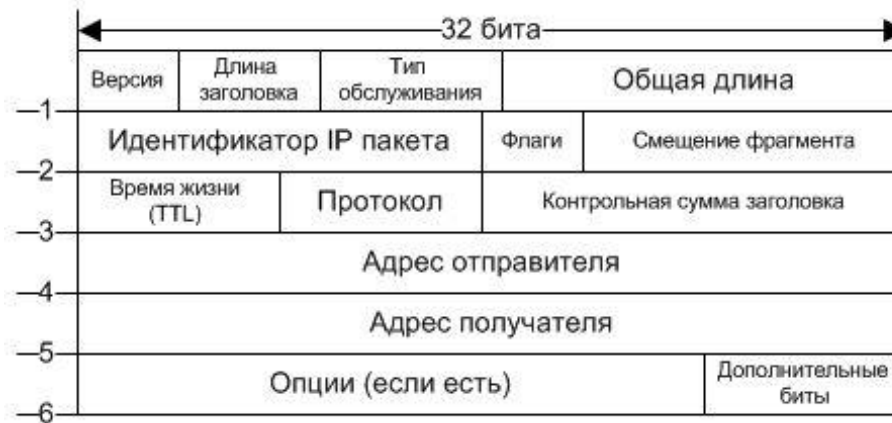 32 бита
Версия
Длина
заголовка
Тип
обслуживания
Общая длина
1
Идентификатор IP пакета
Флаги
Смещение фрагмента
2
Время жизни
(TTL)
Протокол
Контрольная сумма заголовка
3
Адрес отправителя
4
Адрес получателя
5
Опции (если есть)
Дополнительные
биты
6